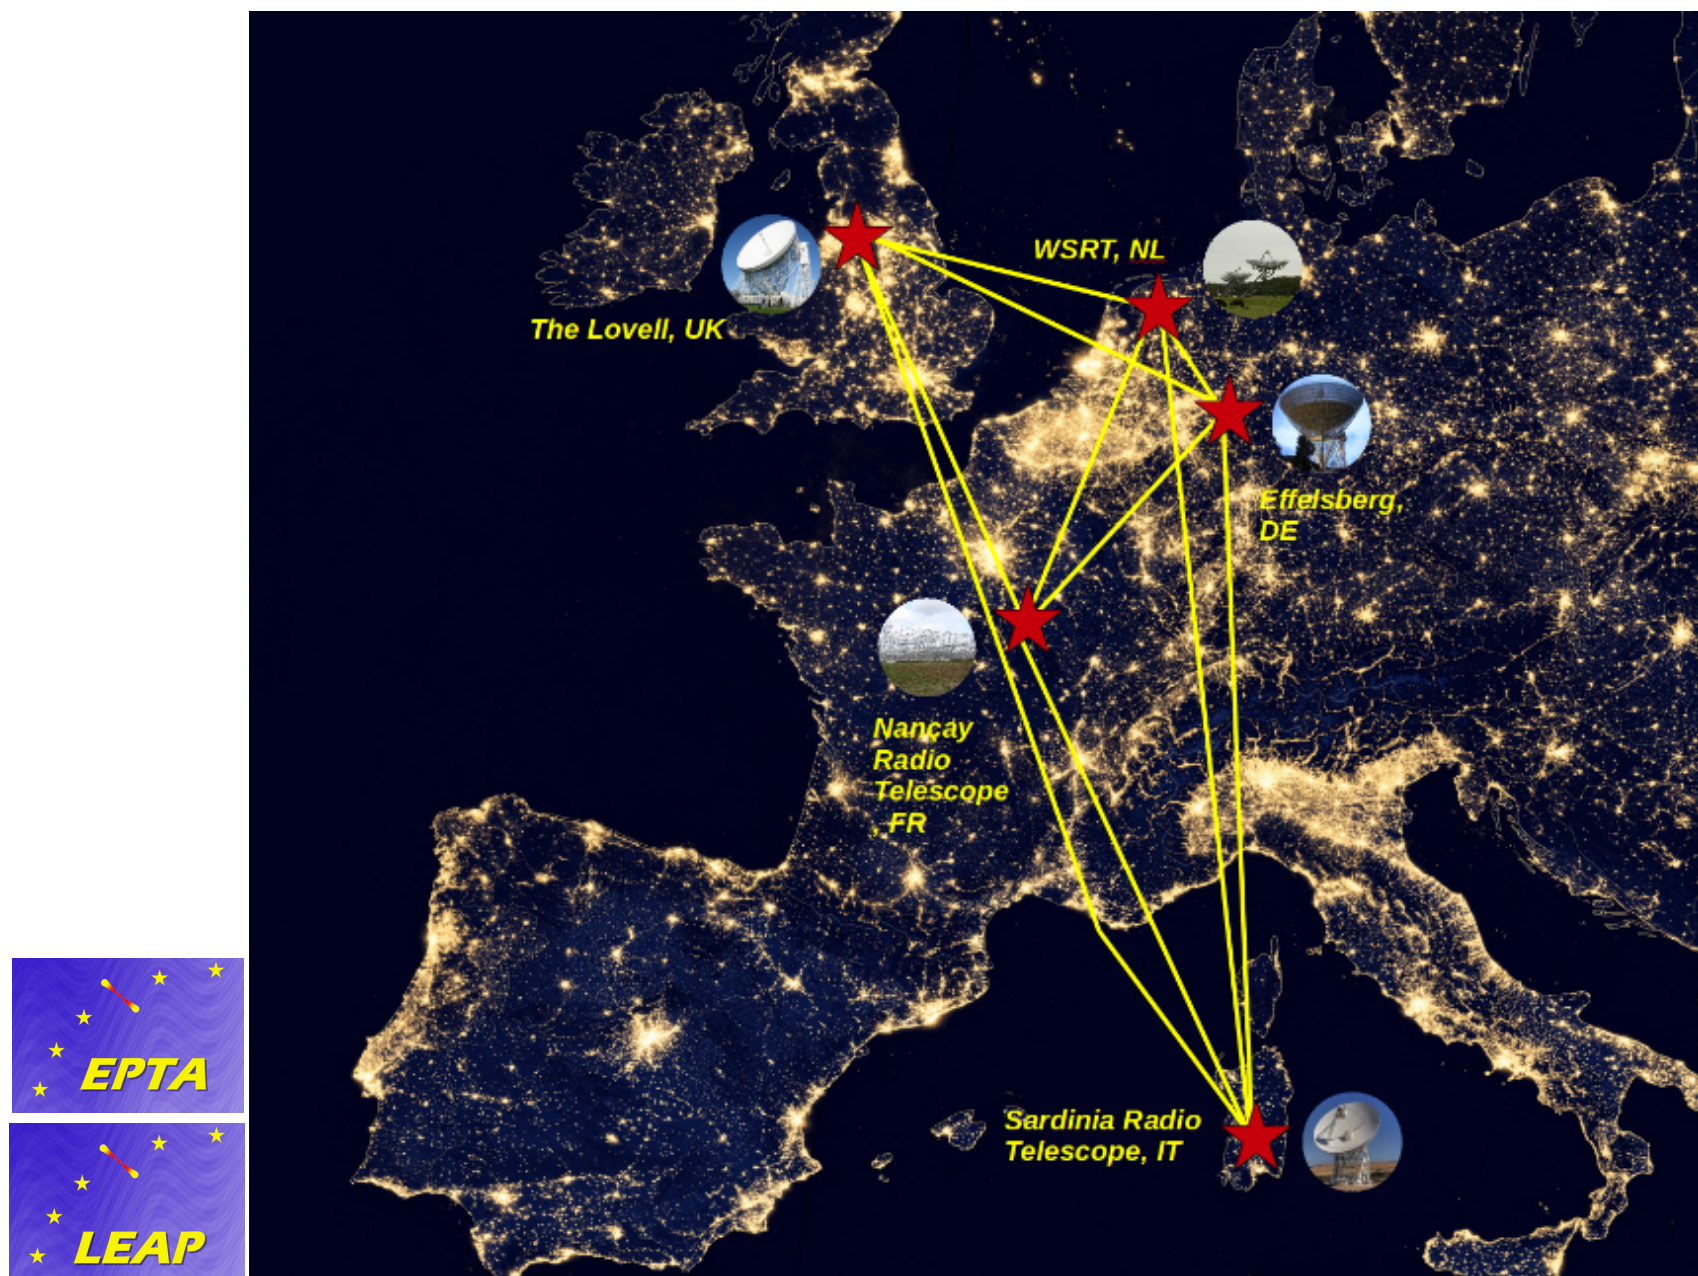 WSRT, NL
The Lovell, UK
Effelsberg,
DE
Nançay
Radio
Telescope
, FR
Sardinia Radio
Telescope, IT
EPTA
LEAP